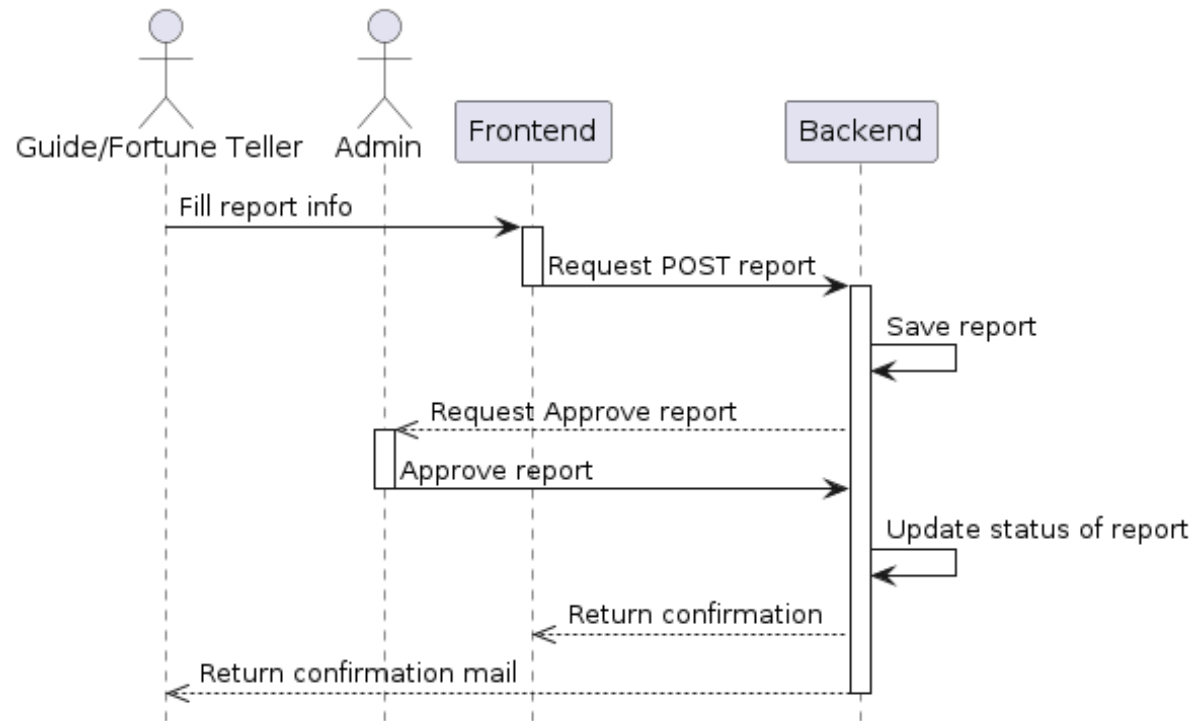 Guide/Fortune Teller
Admin
Frontend
Backend
Fill report info
Request POST report
Save report
Request Approve report
Approve report
Update status of report
Return confirmation
Return confirmation mail